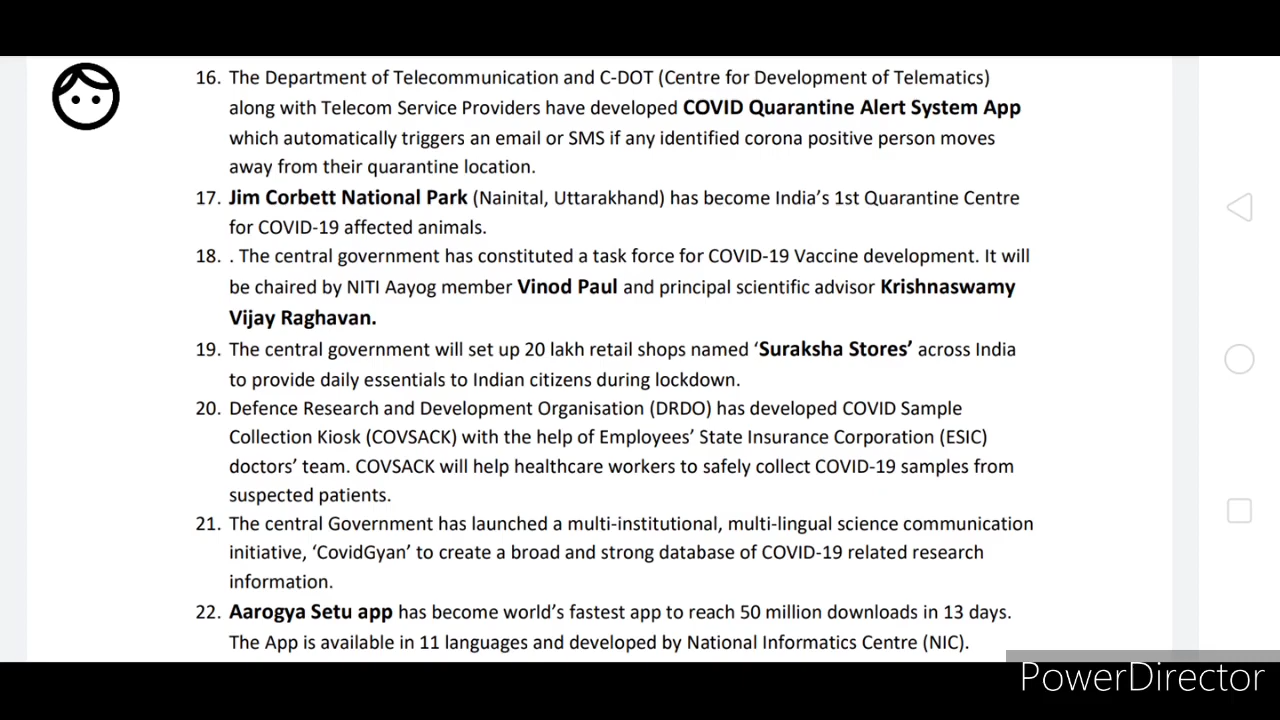 16. The Department of Telecommunication and C-DOT (Centre for Development of Telematics)
along with Telecom Service Providers have developed COVID Quarantine Alert System App
which automatically triggers an email or SMS if any identified corona positive person moves
away from their quarantine location.
17. Jim Corbett National Park (Nainital, Uttarakhand) has become India’s 1st Quarantine Centre
for COVID-19 affected animals.
18. . The central government has constituted a task force for COVID-19 Vaccine development. It will
be chaired by NITI Aayog member Vinod Paul and principal scientific advisor Krishnaswamy
Vijay Raghavan.
19. The central government will set up 20 lakh retail shops named ‘Suraksha Stores’ across India
to provide daily essentials to Indian citizens during lockdown.
20. Defence Research and Development Organisation (DRDO) has developed COVID Sample
Collection Kiosk (COVSACK) with the help of Employees’ State Insurance Corporation (ESIC)
doctors’ team. COVSACK will help healthcare workers to safely collect COVID-19 samples from
suspected patients.
21. The central Government has launched a multi-institutional, multi-lingual science communication
initiative, ‘CovidGyan’ to create a broad and strong database of COVID-19 related research
information.
22. Aarogya Setu app has become world’s fastest app to reach 50 million downloads in 13 days.
The App is available in 11 languages and developed by National Informatics Centre (NIC).
PowerDirector